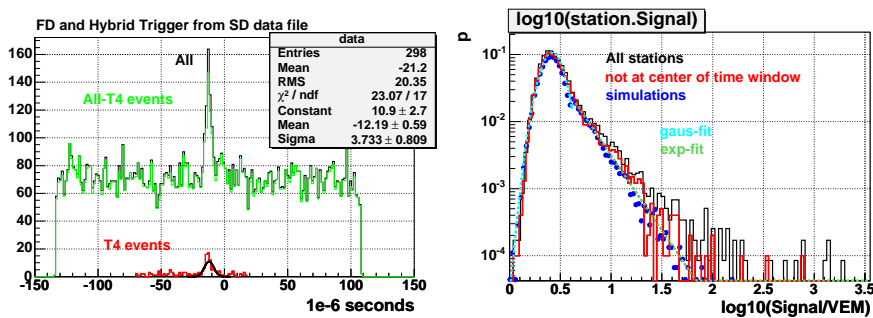 FD and Hybrid Trigger from SD data file
data
Entries 298
Mean -21.2
RMS 20.35
χ² / ndf 23.07 / 17
Constant 10.9 ± 2.7
Mean -12.19 ± 0.59
Sigma 3.733 ± 0.809
All
All-T4 events
T4 events
160
140
120
100
80
60
40
20
0
-150 -100 -50 0 50 100 150
1e-6 seconds
log10(station.Signal)
p
All stations
not at center of time window
simulations
gaus-fit
exp-fit
10⁻¹
10⁻²
10⁻³
10⁻⁴
0 0.5 1 1.5 2 2.5 3 3.5
log10(Signal/VEM)